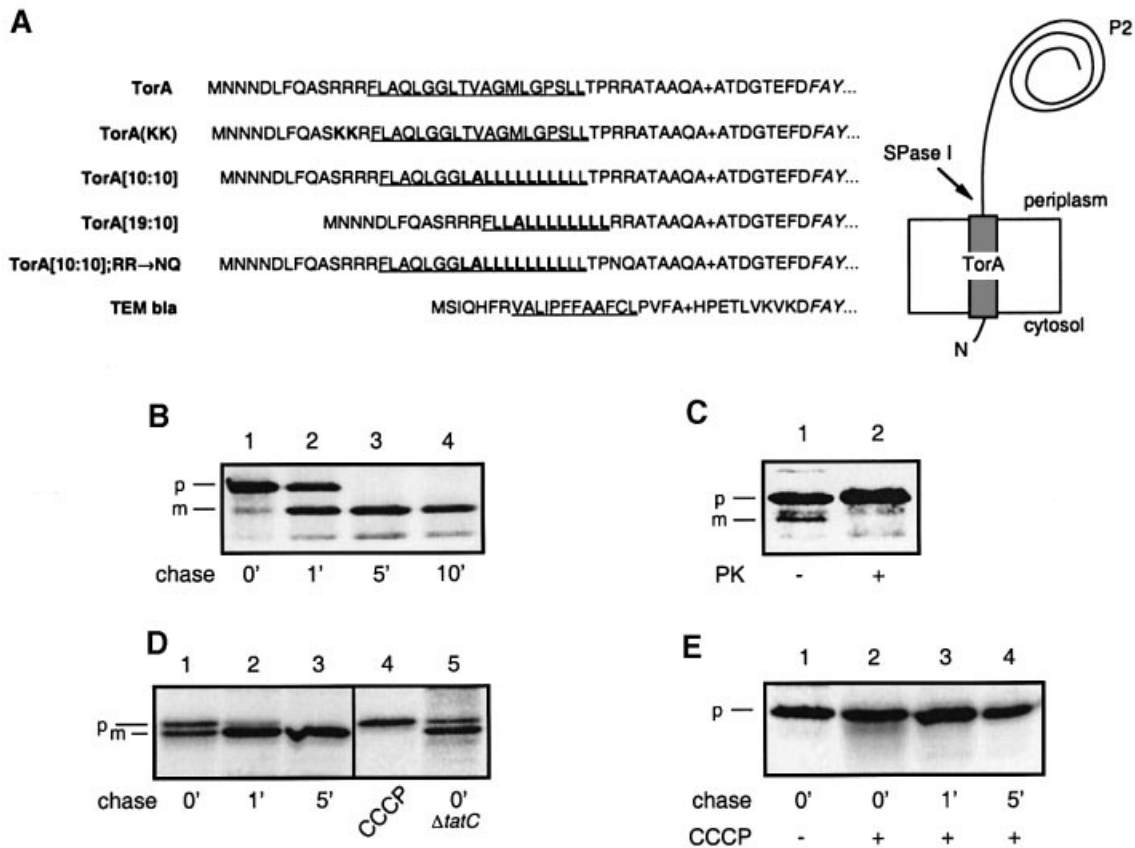 A
TorA MNNNDLFQASRRRFLAQLGGLTVAGMLGPSLLTPRRATAAQA+ATDGTEFDFAY...
TorA(KK) MNNNDLFQASKKRFLAQLGGLTVAGMLGPSLLTPRRATAAQA+ATDGTEFDFAY...
TorA[10:10] MNNNDLFQASRRRFLAQLGGLALLLLLLLLLLTPRRATAAQA+ATDGTEFDFAY...
TorA[19:10] MNNNDLFQASRRRFLLALLLLLLLLRRATAAQA+ATDGTEFDFAY...
TorA[10:10];RR→NQ MNNNDLFQASRRRFLAQLGGLALLLLLLLLLLTPNQATAAQA+ATDGTEFDFAY...
TEM bla MSIQHFRVALIPFFAAFCLPVFA+HPETLVKVKDFAY...
P2
SPase I
periplasm
TorA
cytosol
N
B
1 2 3 4
p
m
chase 0' 1' 5' 10'
C
1 2
p
m
PK - +
D
1 2 3 4 5
p
m
chase 0' 1' 5' CCCP 0'
ΔtatC
E
1 2 3 4
p
chase 0' 0' 1' 5'
CCCP - + + +